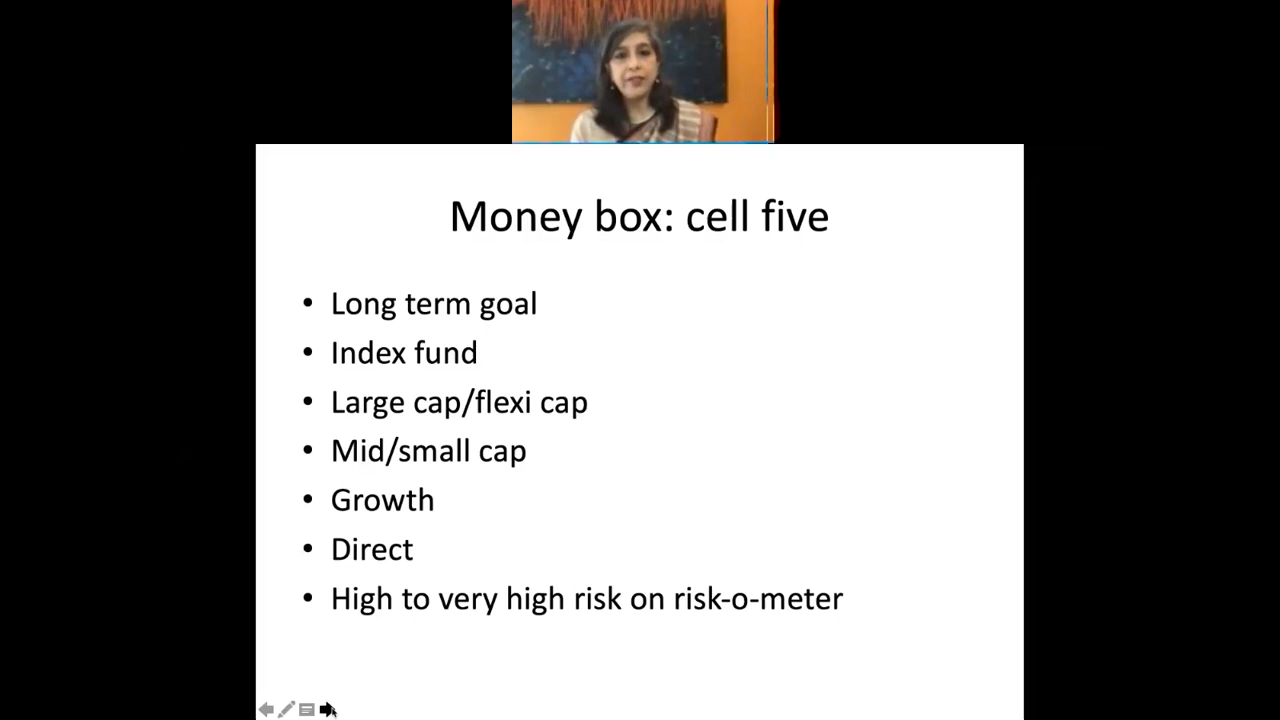 Money box: cell five
• Long term goal
• Index fund
• Large cap/flexi cap
• Mid/small cap
• Growth
• Direct
• High to very high risk on risk-o-meter